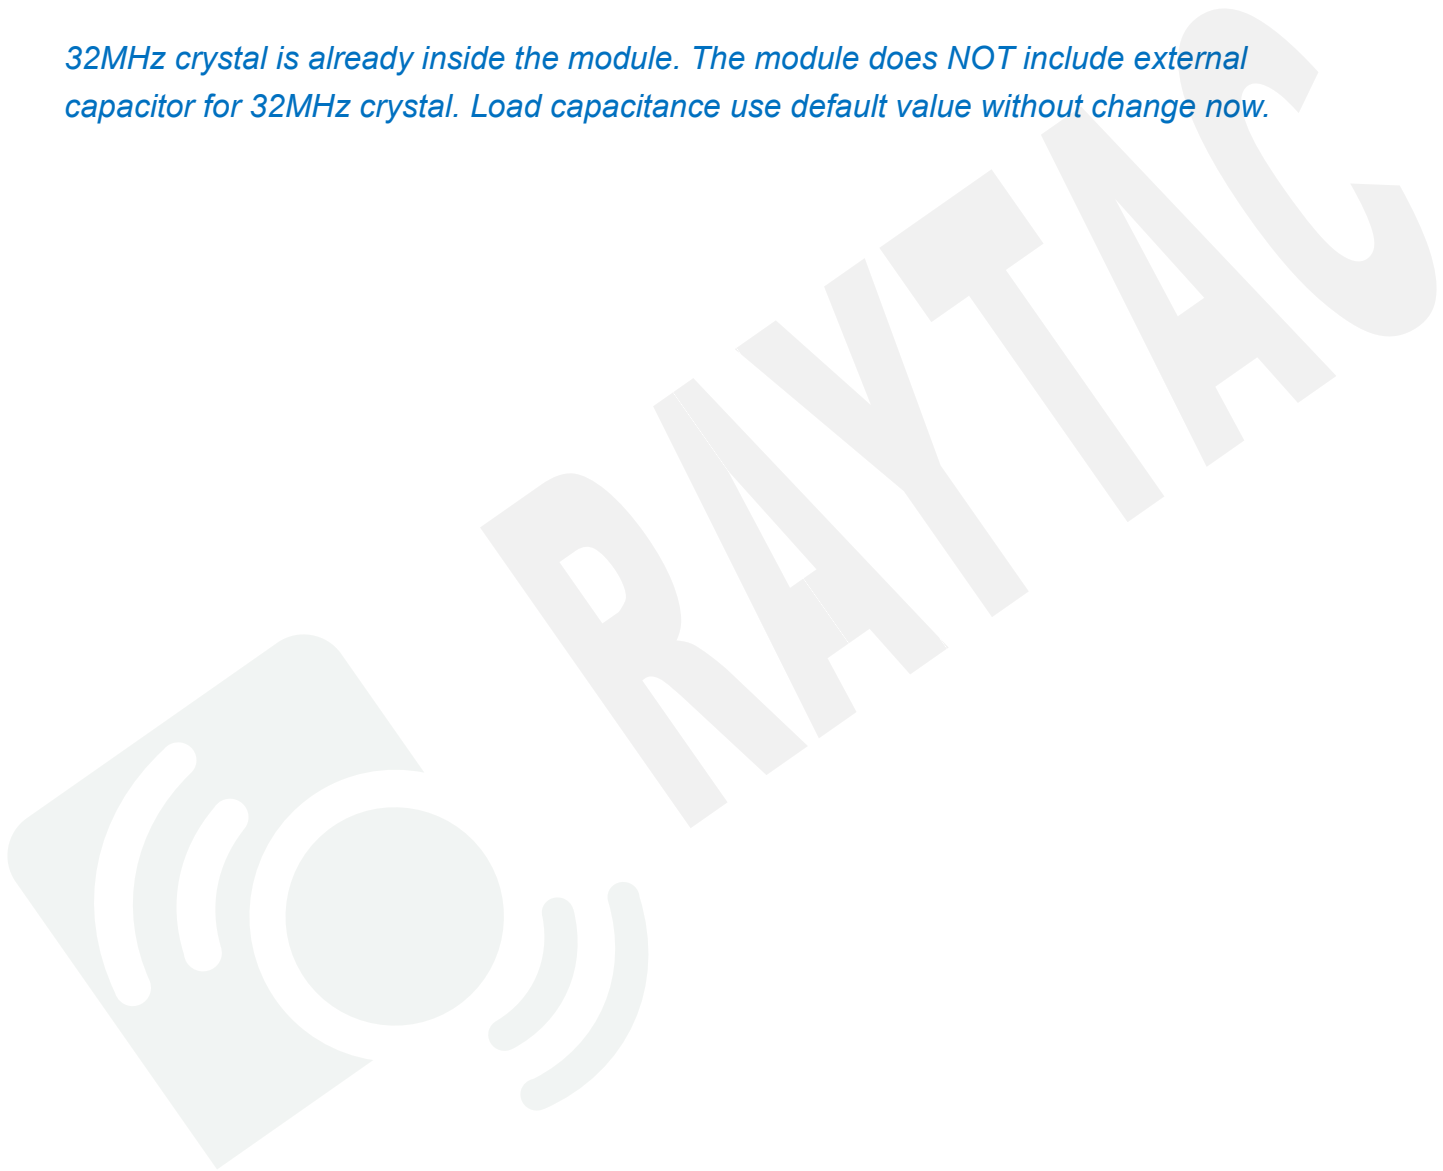 32MHz crystal is already inside the module. The module does NOT include external
capacitor for 32MHz crystal. Load capacitance use default value without change now.
RAYTAC